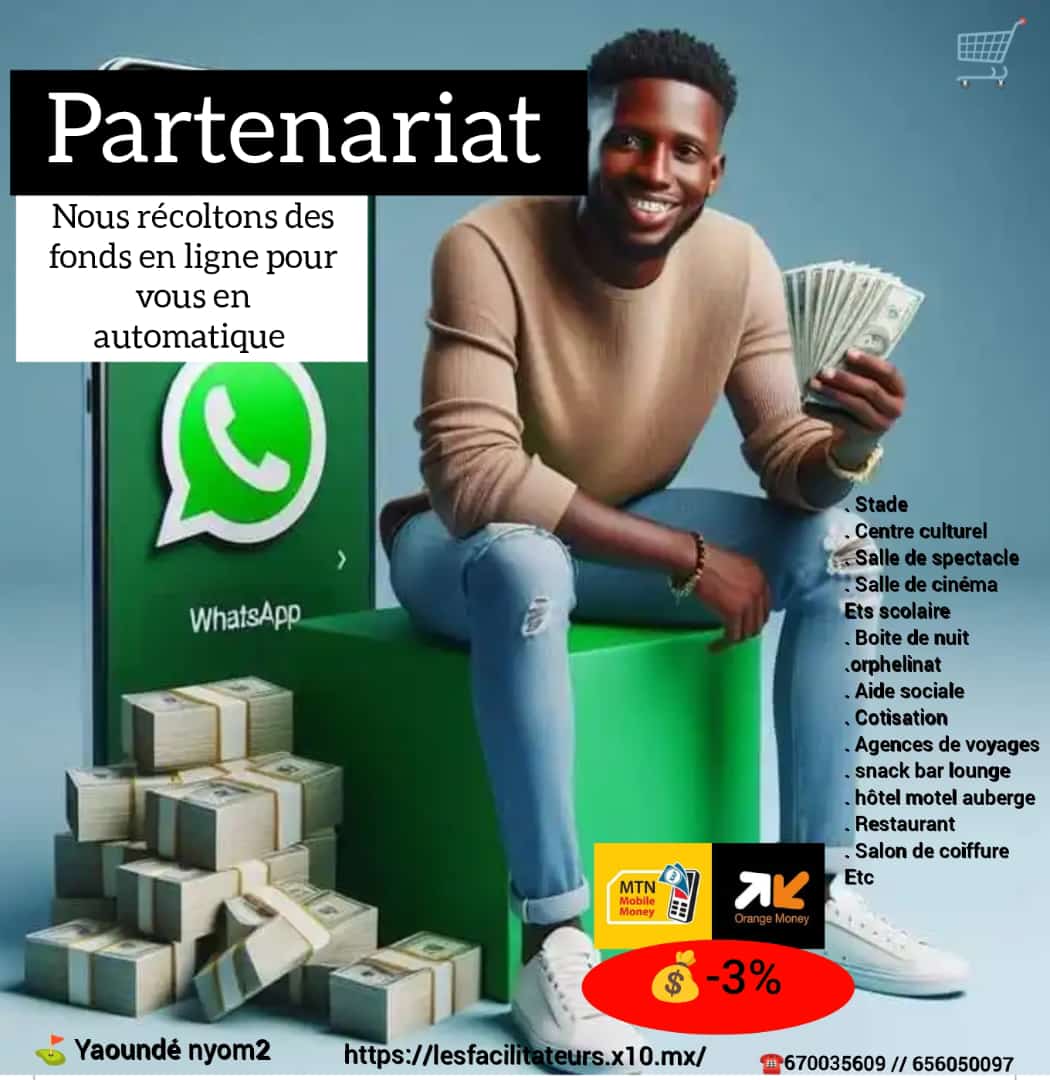 Partenariat
Nous récoltons des
fonds en ligne pour
vous en
automatique
WhatsApp
. Stade
. Centre culturel
. Salle de spectacle
. Salle de cinéma
Ets scolaire
. Boite de nuit
.orphelinat
. Aide sociale
. Cotisation
. Agences de voyages
. snack bar lounge
. hôtel motel auberge
. Restaurant
. Salon de coiffure
Etc
MTN
Mobile
Money
Orange Money
-3%
Yaoundé nyom2
https://lesfacilitateurs.x10.mx/
☎670035609 // 656050097